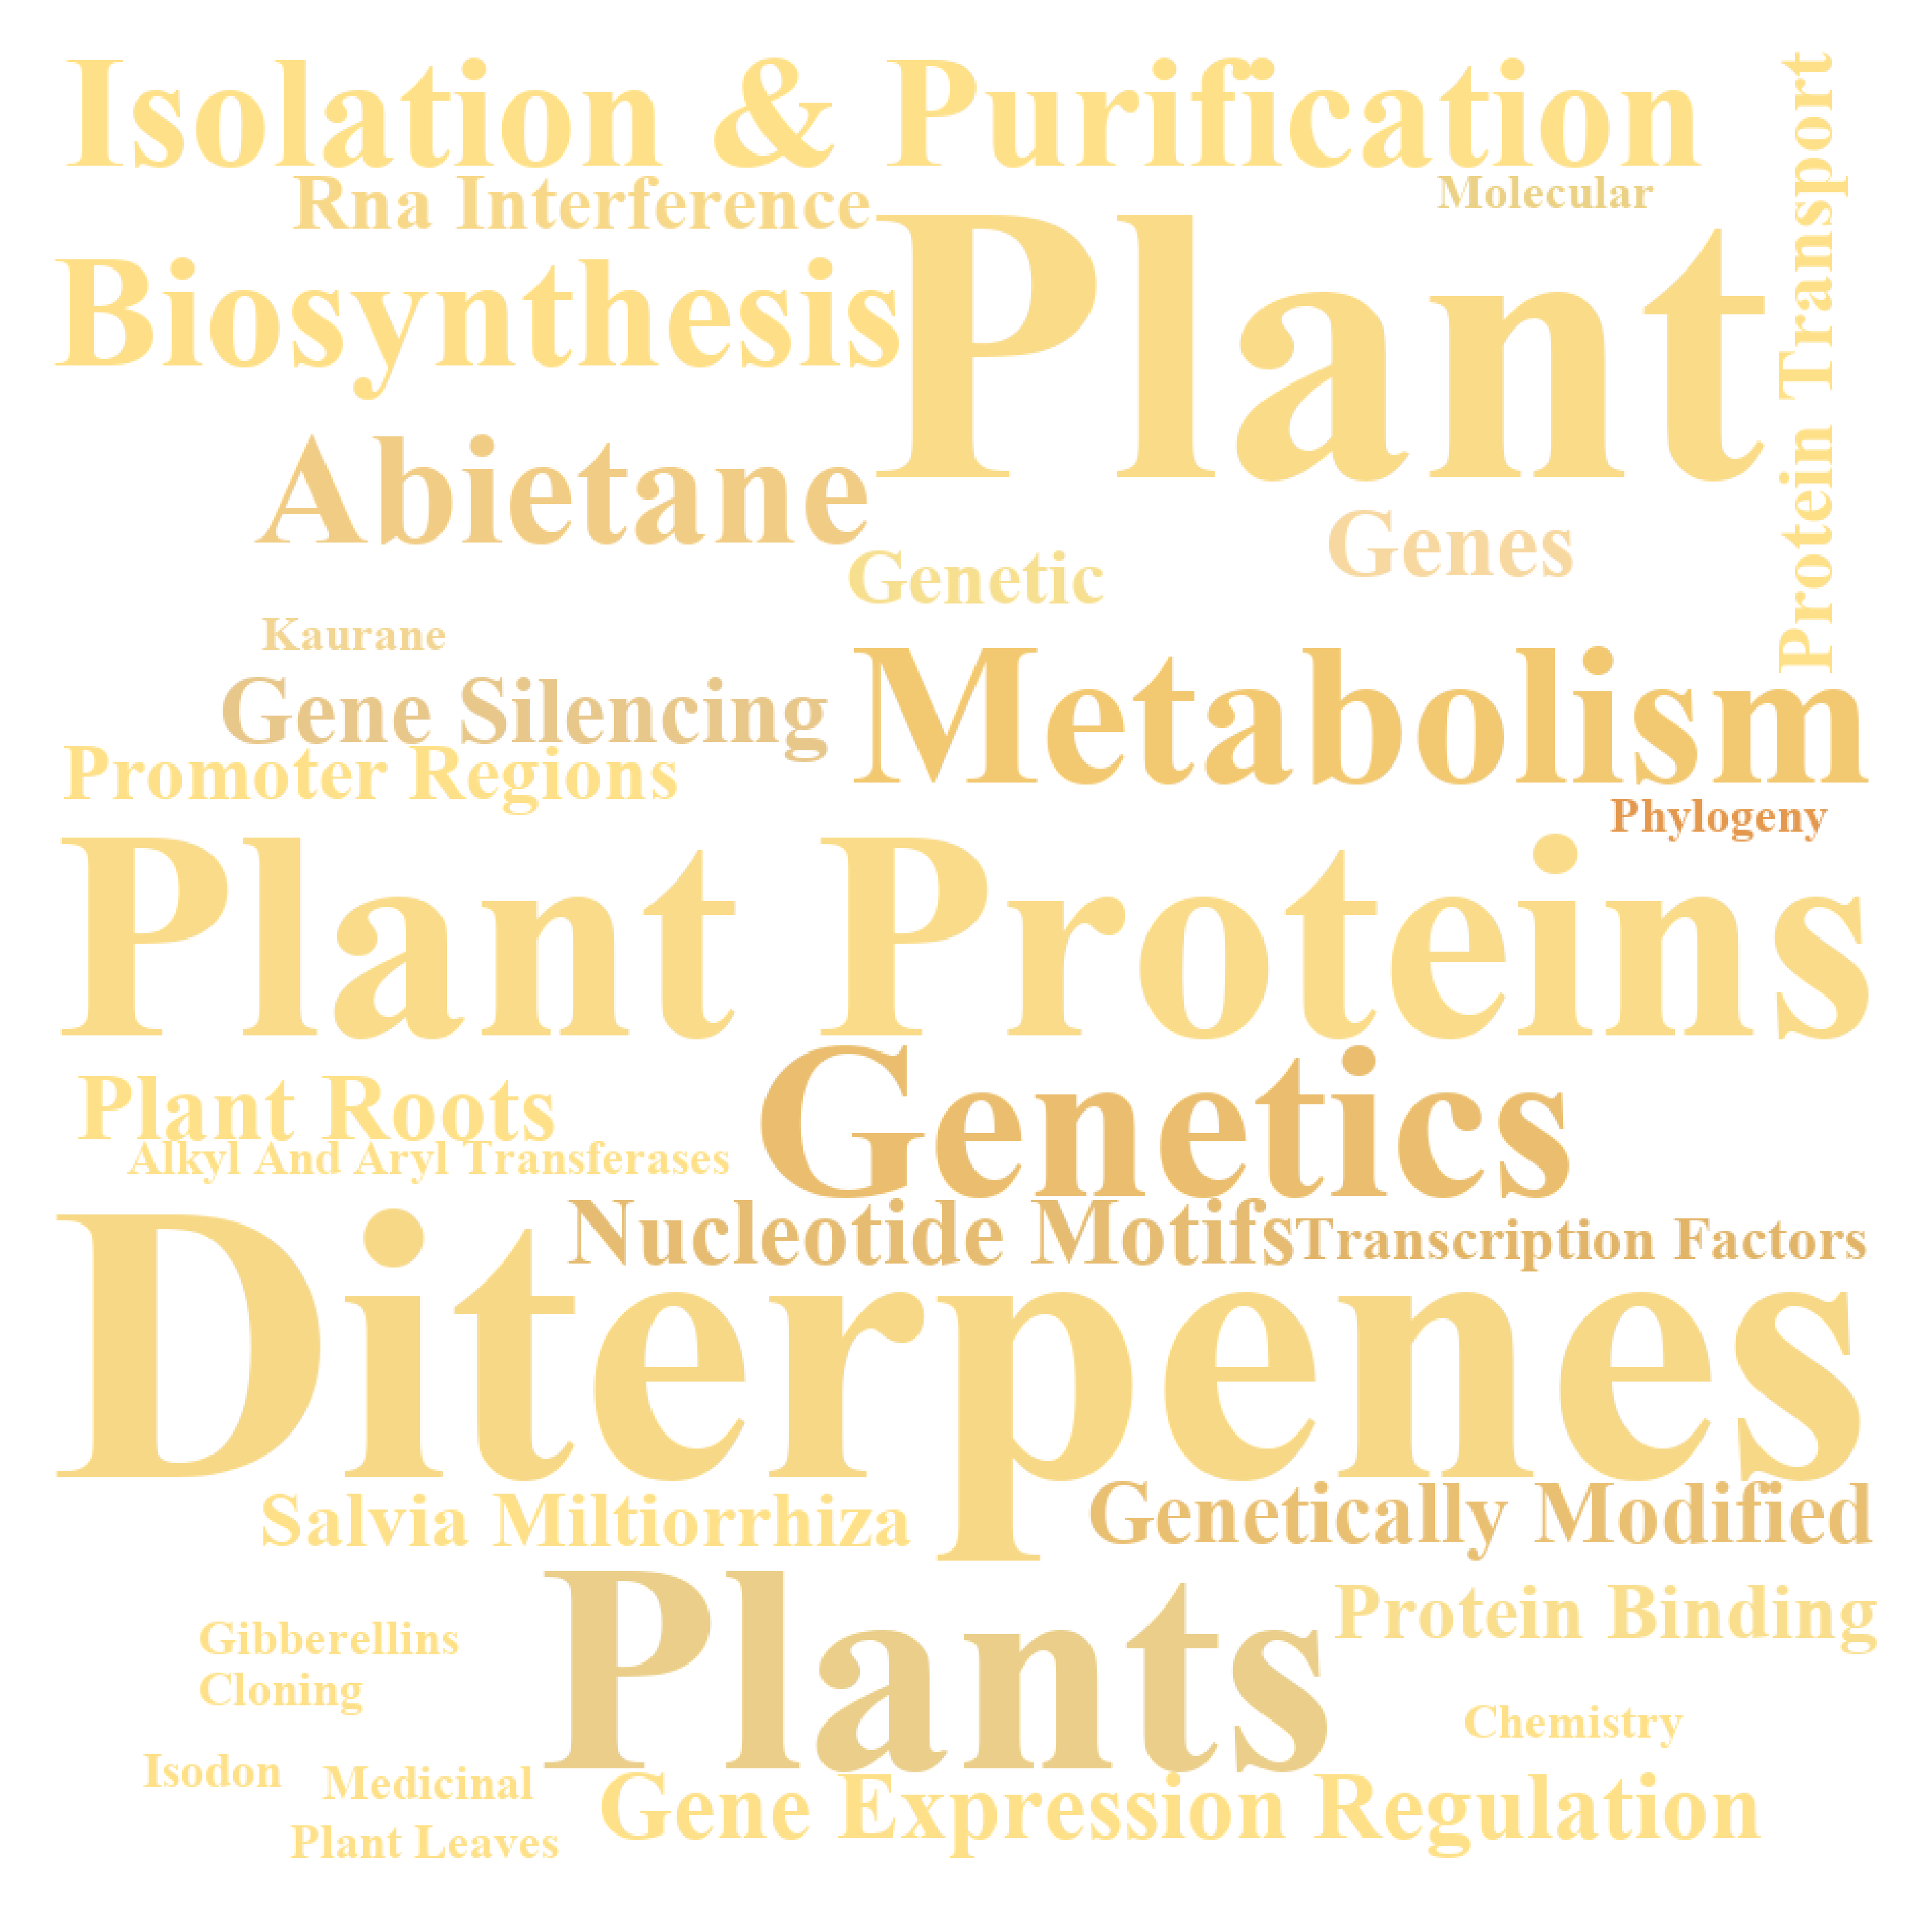 Isolation & Purification
Protein Transport
Rna Interference
Molecular
Plant
Biosynthesis
Abietane
Genes
Genetic
Kaurane
Metabolism
Gene Silencing
Promoter Regions
Phylogeny
Plant Proteins
Genetics
Plant Roots
Alkyl And Aryl Transferases
Nucleotide Motifs
Transcription Factors
Diterpenes
Salvia Miltiorrhiza
Genetically Modified
Plants
Protein Binding
Gibberellins
Cloning
Chemistry
Isodon
Medicinal
Gene Expression Regulation
Plant Leaves